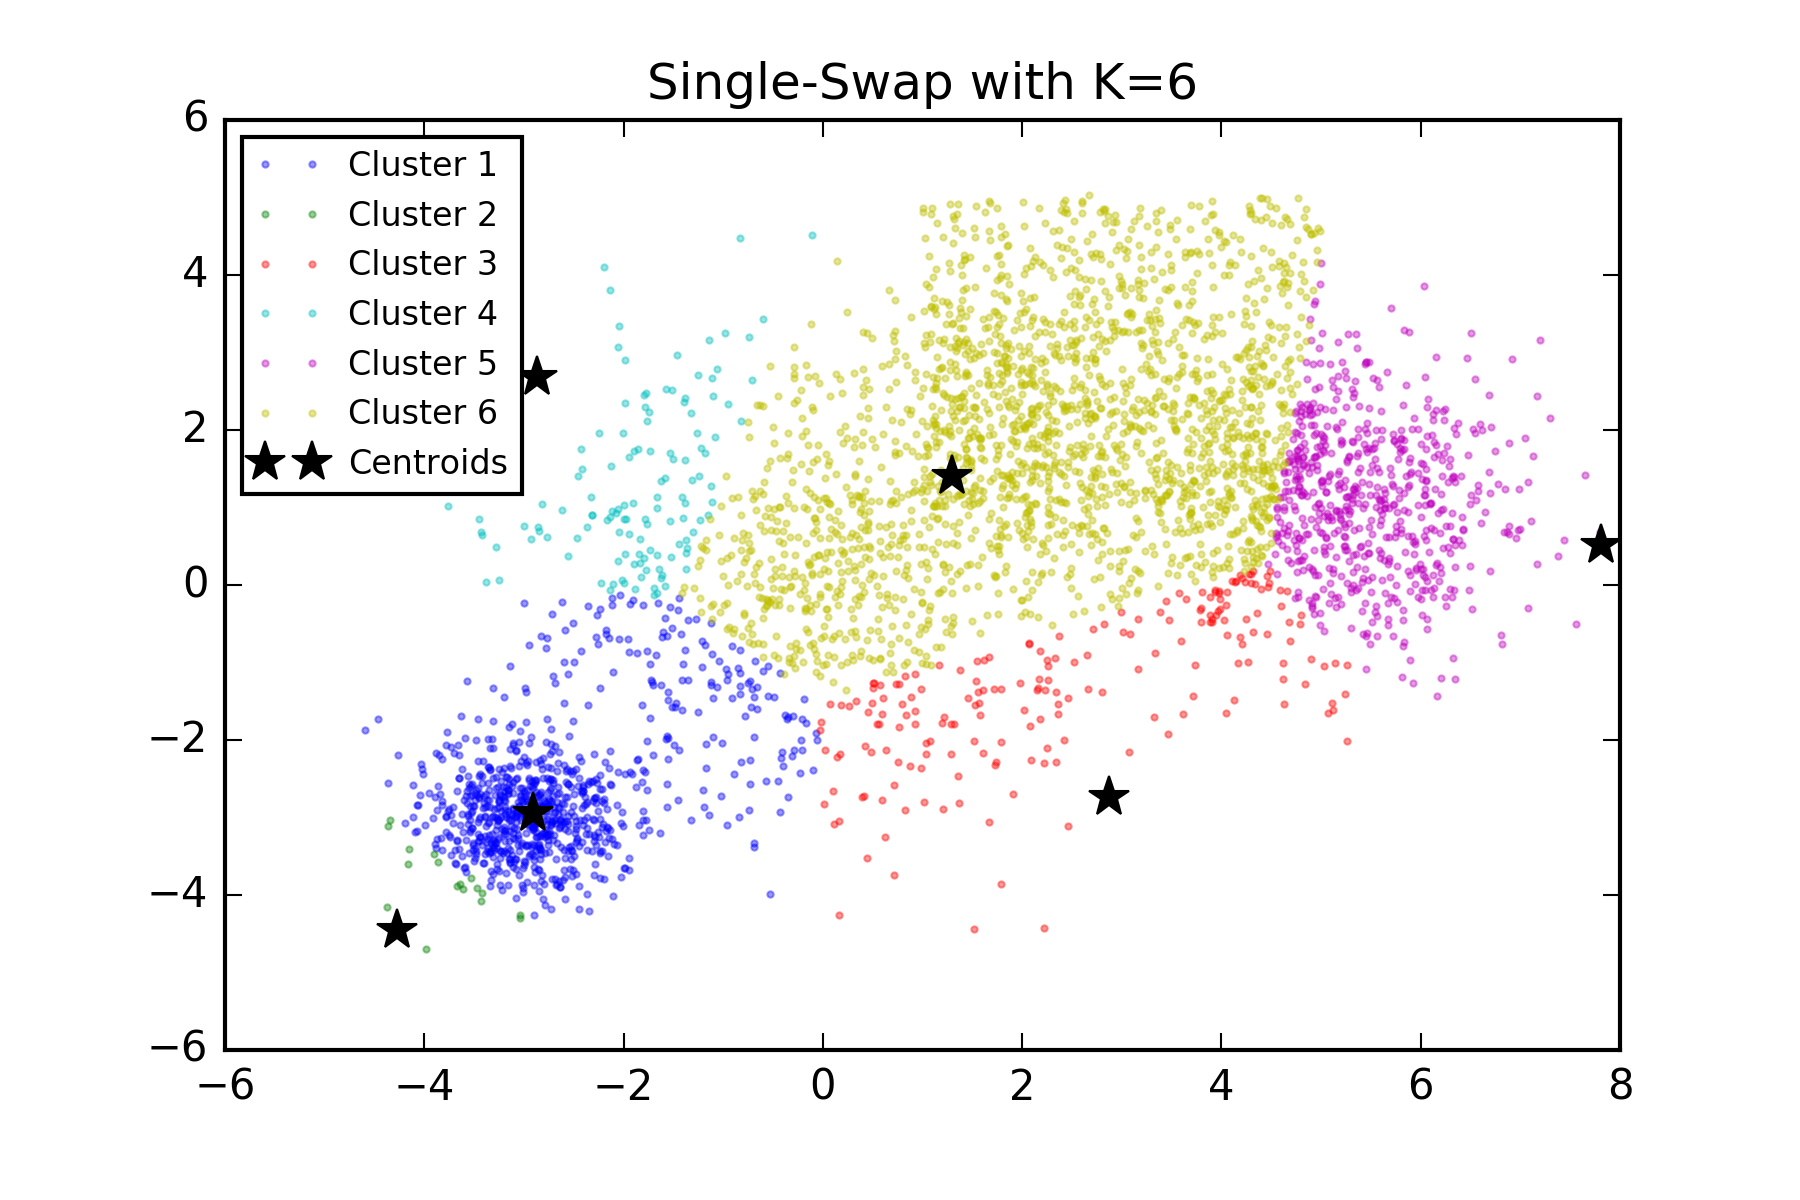 Single-Swap with K=6
6
4
2
0
−2
−4
−6
Cluster 1
Cluster 2
Cluster 3
Cluster 4
Cluster 5
Cluster 6
Centroids
−6 −4 −2 0 2 4 6 8